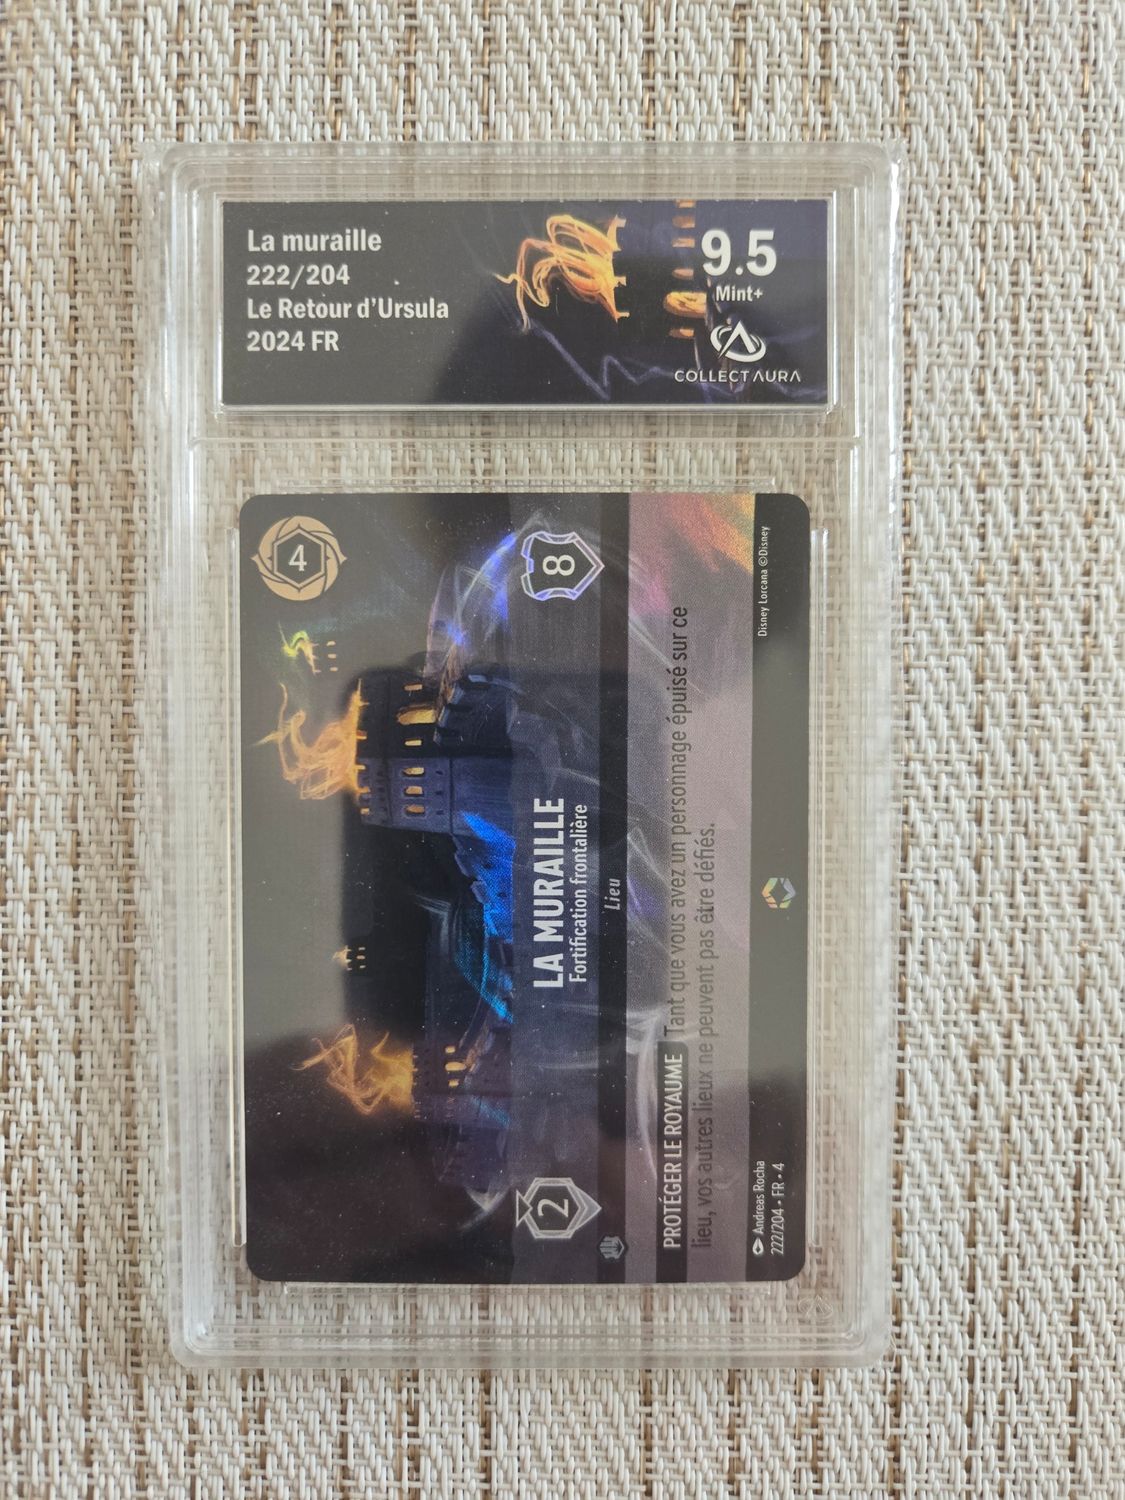 La muraille
222/204
Le Retour d'Ursula
2024 FR
9.5
Mint+
COLLECT AURA
4
LA MURAILLE
Fortification frontalière
2
8
Lieu
PROTÉGER LE ROYAUME Tant que vous avez un personnage épuisé sur ce
lieu, vos autres lieux ne peuvent pas être défiés.
Andreas Rocha
222/204 • FR • 4
Disney Lorcana ©Disney